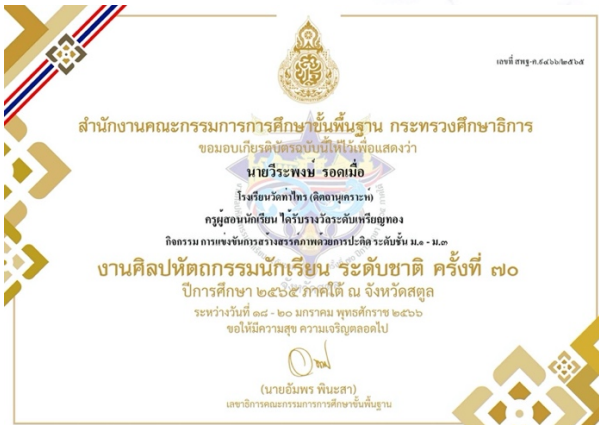 เลขที่ สพฐ-ค.๙๔๖๖/๒๕๖๕
สำนักงานคณะกรรมการการศึกษาขั้นพื้นฐาน กระทรวงศึกษาธิการ
ขอมอบเกียรติบัตรฉบับนี้ให้ไว้เพื่อแสดงว่า
นายวีระพงษ์ รอดเมื่อ
โรงเรียนวัดท่าไทร (ดิตถานุเคราะห์)
ครูผู้สอนนักเรียน ได้รับรางวัลระดับเหรียญทอง
กิจกรรม การแข่งขันการสร้างสรรค์ภาพด้วยการปะติด ระดับชั้น ม.๑ - ม.๓
งานศิลปหัตถกรรมนักเรียน ระดับชาติ ครั้งที่ ๗๐
ปีการศึกษา ๒๕๖๕ ภาคใต้ ณ จังหวัดสตูล
ระหว่างวันที่ ๑๘ - ๒๐ มกราคม พุทธศักราช ๒๕๖๖
ขอให้มีความสุข ความเจริญตลอดไป
(นายอัมพร พินะสา)
เลขาธิการคณะกรรมการการศึกษาขั้นพื้นฐาน